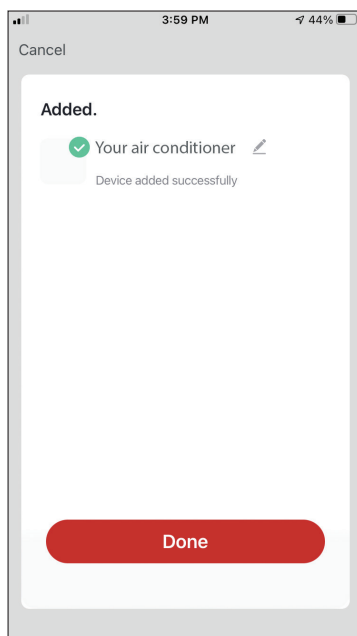 3:59 PM 44%
Cancel
Added.
Your air conditioner
Device added successfully
Done